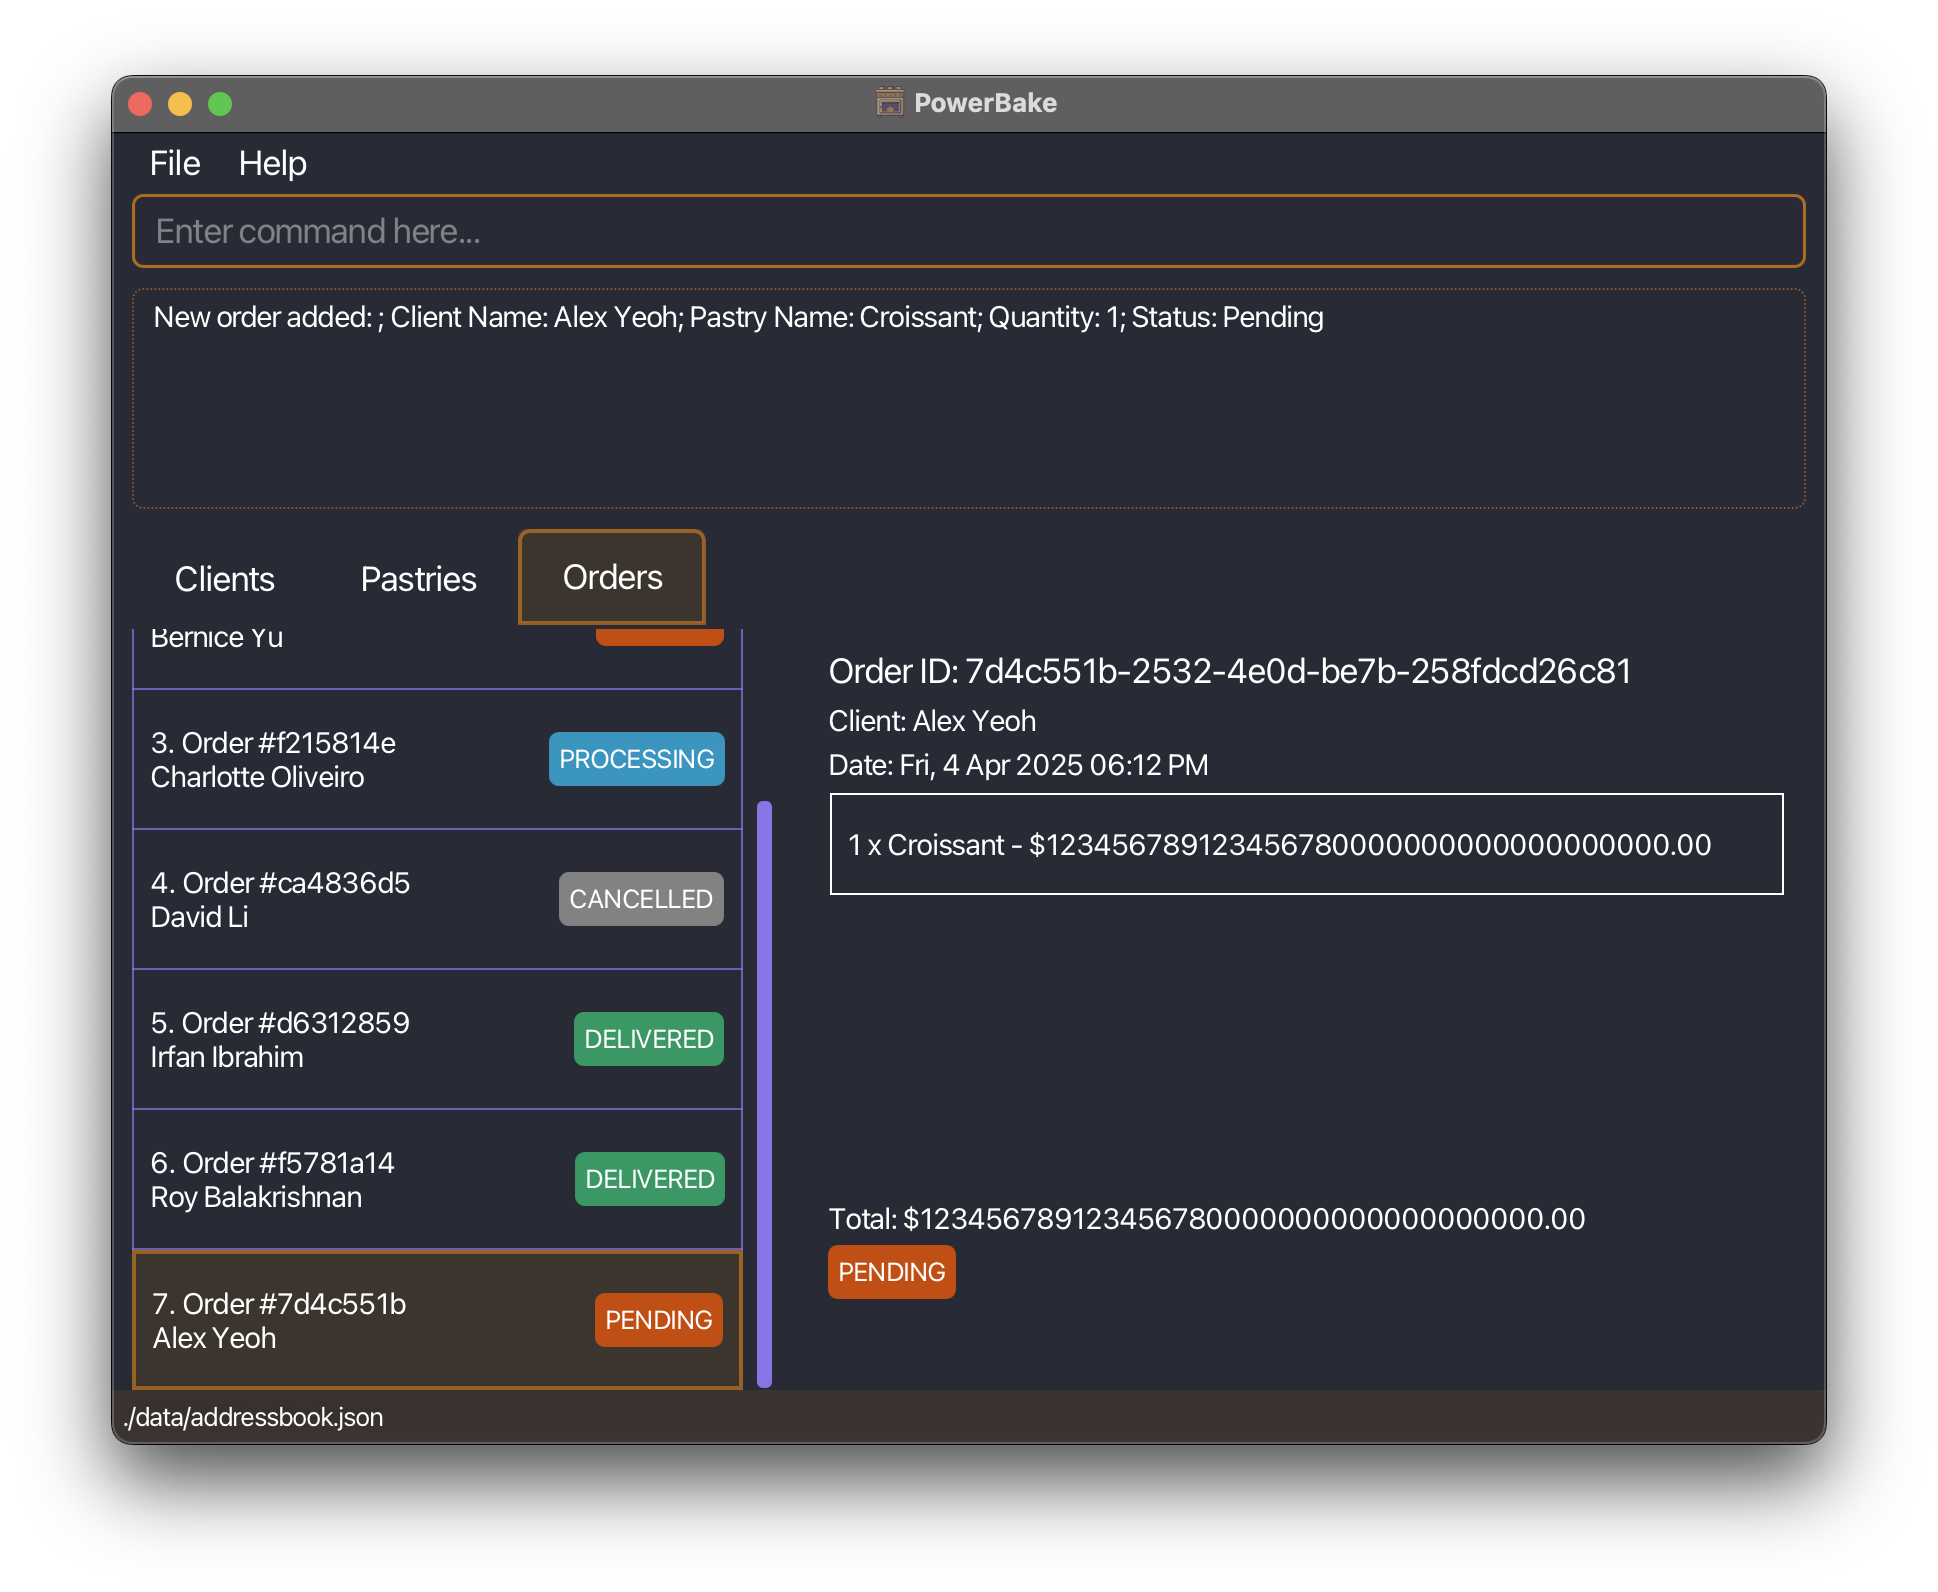 PowerBake
File Help
Enter command here...
New order added: ; Client Name: Alex Yeoh; Pastry Name: Croissant; Quantity: 1; Status: Pending
Clients Pastries Orders
Bernice Yu
3. Order #f215814e
Charlotte Oliveiro
PROCESSING
4. Order #ca4836d5
David Li
CANCELLED
5. Order #d6312859
Irfan Ibrahim
DELIVERED
6. Order #f5781a14
Roy Balakrishnan
DELIVERED
7. Order #7d4c551b
Alex Yeoh
PENDING
Order ID: 7d4c551b-2532-4e0d-be7b-258fdcd26c81
Client: Alex Yeoh
Date: Fri, 4 Apr 2025 06:12 PM
1 x Croissant - $12345678912345678000000000000000000.00
Total: $12345678912345678000000000000000000.00
PENDING
./data/addressbook.json